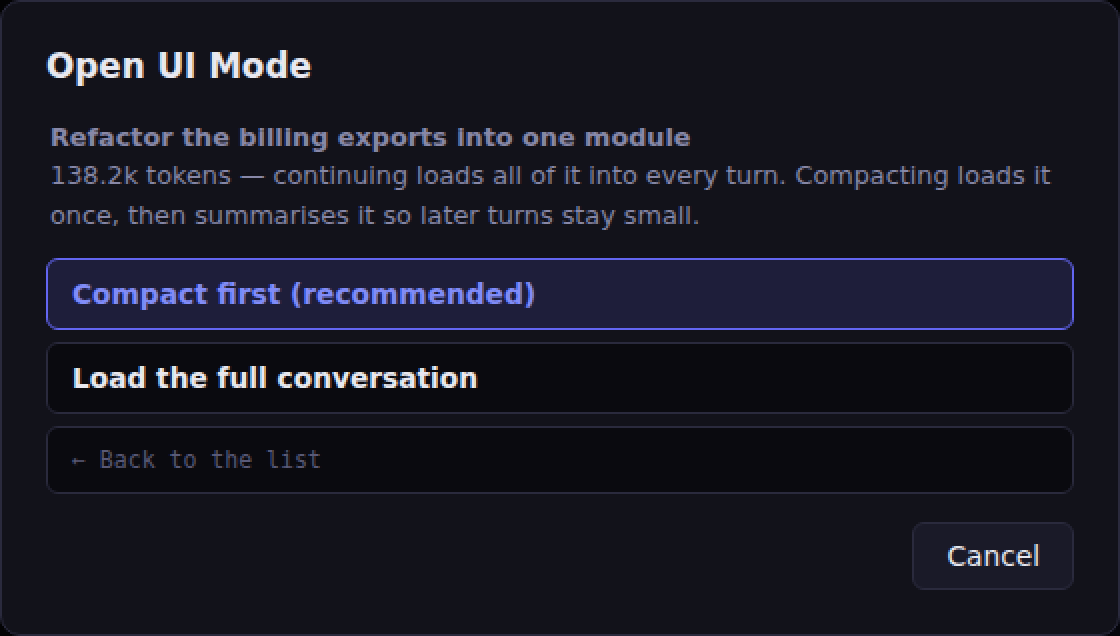 Open UI Mode
Refactor the billing exports into one module
138.2k tokens — continuing loads all of it into every turn. Compacting loads it
once, then summarises it so later turns stay small.
Compact first (recommended)
Load the full conversation
← Back to the list
Cancel